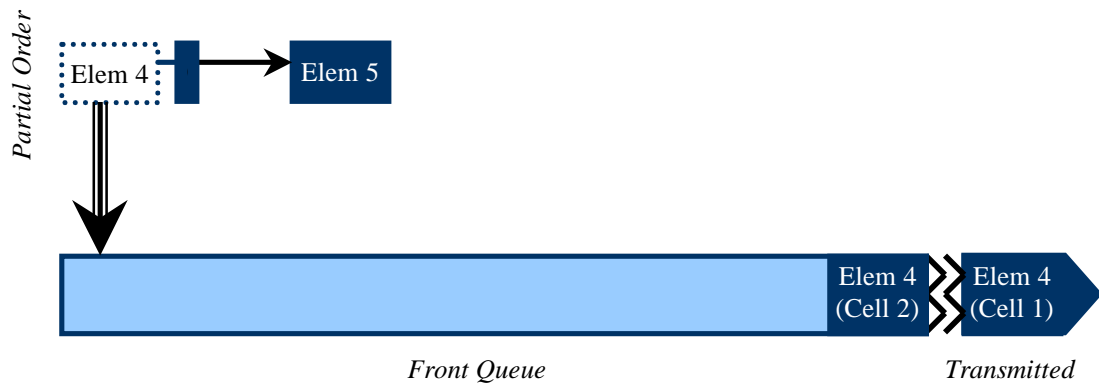 Partial Order
Elem 4
Elem 5
Elem 4
(Cell 2)
Elem 4
(Cell 1)
Front Queue
Transmitted